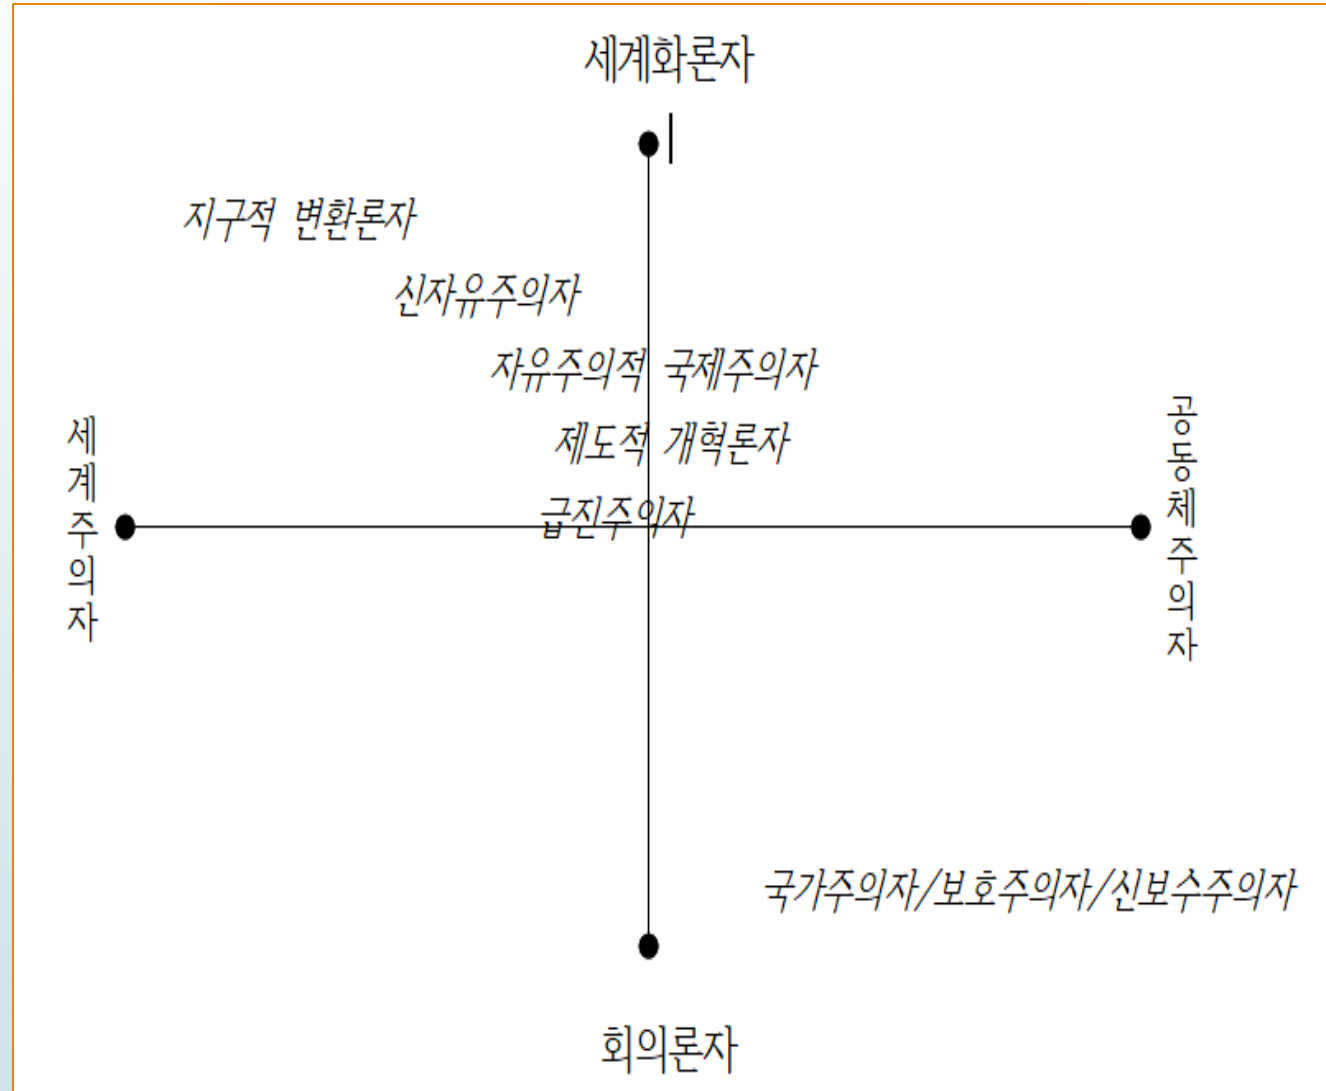 세계화론자
지구적 변환론자
신자유주의자
자유주의적 국제주의자
제도적 개혁론자
급진주의자
세계주의자
공동체주의자
국가주의자/보호주의자/신보수주의자
회의론자